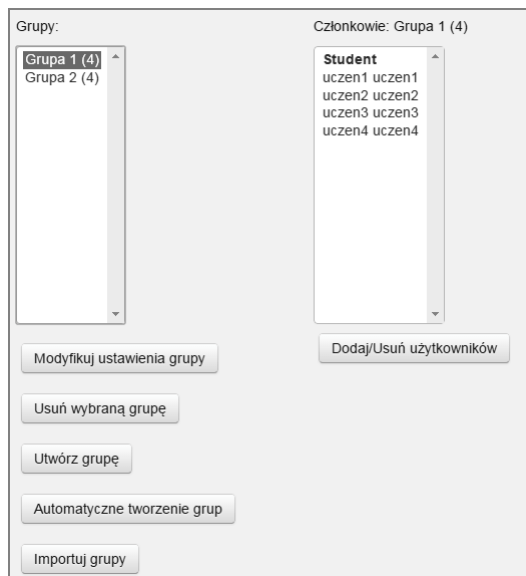 Grupy:
Grupa 1 (4)
Grupa 2 (4)
Modyfikuj ustawienia grupy
Usuń wybraną grupę
Utwórz grupę
Automatyczne tworzenie grup
Importuj grupy
Członkowie: Grupa 1 (4)
Student
uczen1 uczen1
uczen2 uczen2
uczen3 uczen3
uczen4 uczen4
Dodaj/Usuń użytkowników